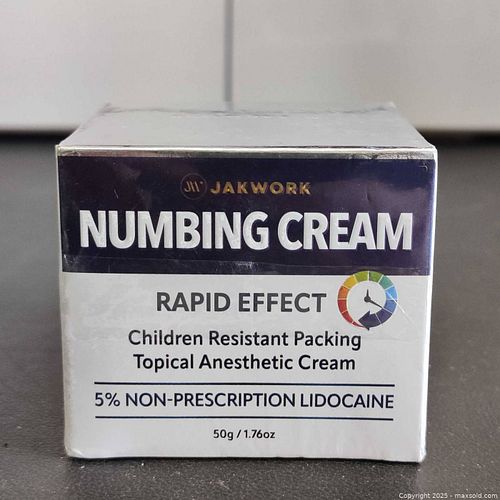 JW JAKWORK
NUMBING CREAM
RAPID EFFECT
Children Resistant Packing
Topical Anesthetic Cream
5% NON-PRESCRIPTION LIDOCAINE
50g / 1.76oz
Copyright 2025 - maxsold.com